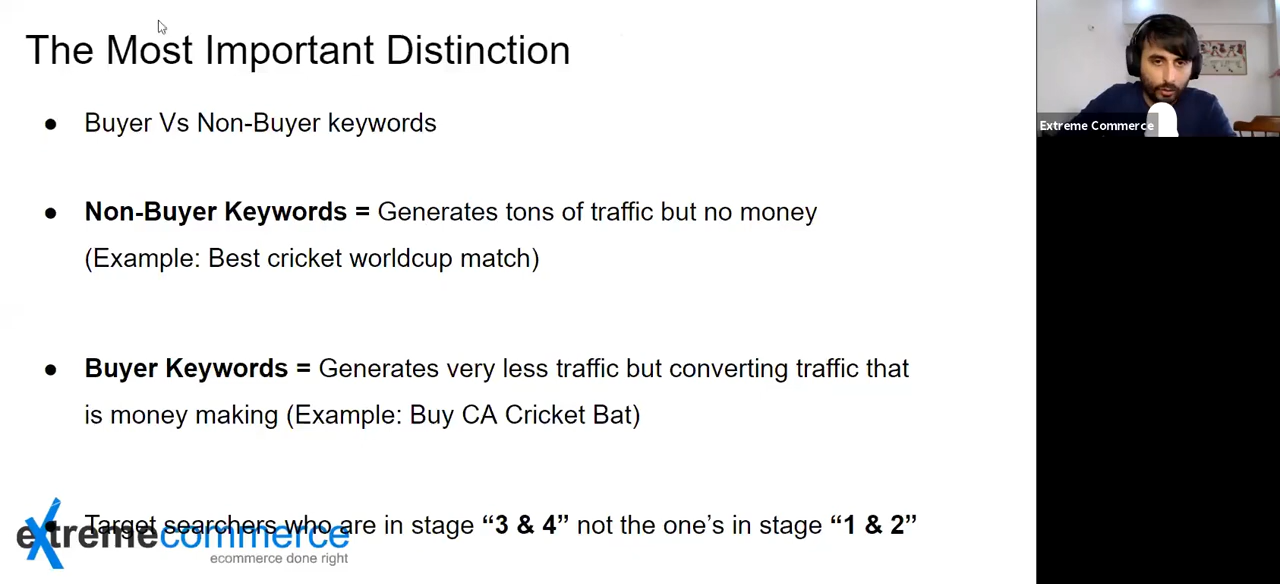 The Most Important Distinction
● Buyer Vs Non-Buyer keywords
● Non-Buyer Keywords = Generates tons of traffic but no money
(Example: Best cricket worldcup match)
● Buyer Keywords = Generates very less traffic but converting traffic that
is money making (Example: Buy CA Cricket Bat)
● Target searchers who are in stage “3 & 4” not the one’s in stage “1 & 2”
extremecommerce
ecommerce done right
Extreme Commerce